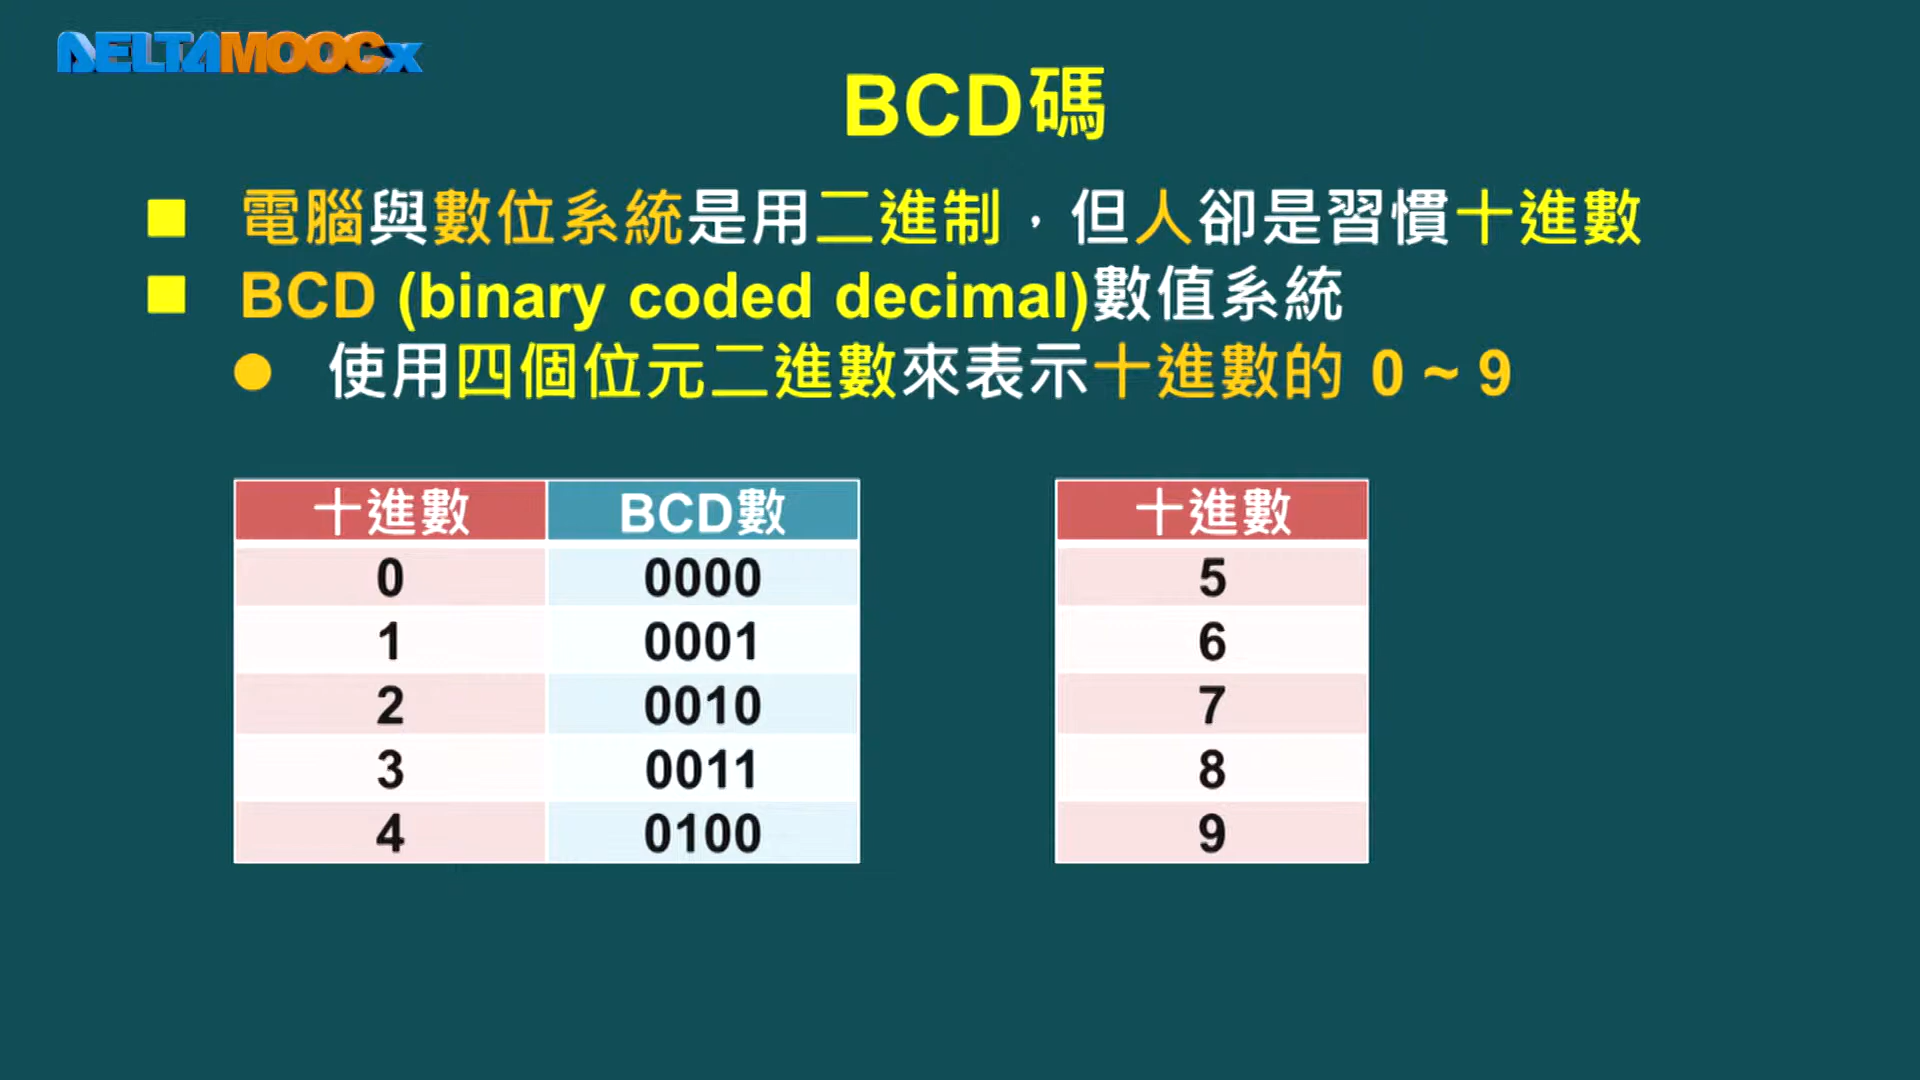 DELTAMOOCx
BCD碼
電腦與數位系統是用二進制，但人卻是習慣十進數
BCD (binary coded decimal)數值系統
使用四個位元二進數來表示十進數的 0 ~ 9
十進數 BCD數
0 0000
1 0001
2 0010
3 0011
4 0100
十進數
5
6
7
8
9